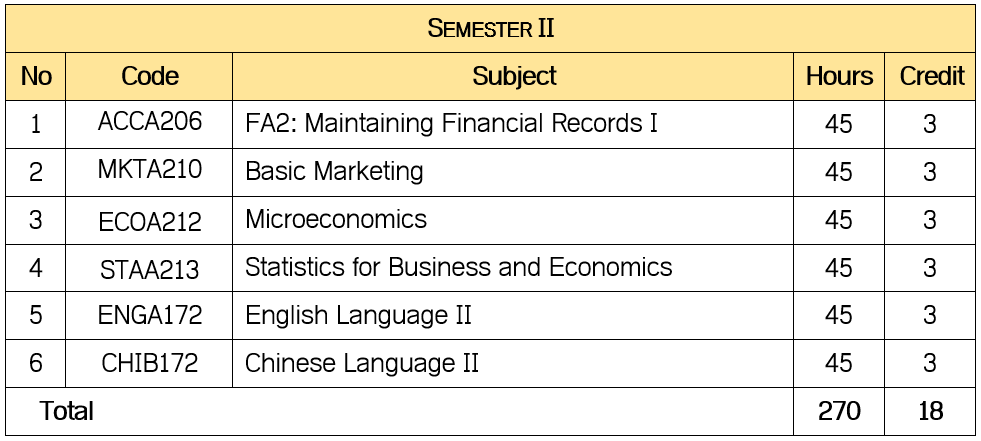 SEMESTER II
No Code Subject Hours Credit
1 ACCA206 FA2: Maintaining Financial Records I 45 3
2 MKTA210 Basic Marketing 45 3
3 ECOA212 Microeconomics 45 3
4 STAA213 Statistics for Business and Economics 45 3
5 ENGA172 English Language II 45 3
6 CHIB172 Chinese Language II 45 3
Total 270 18